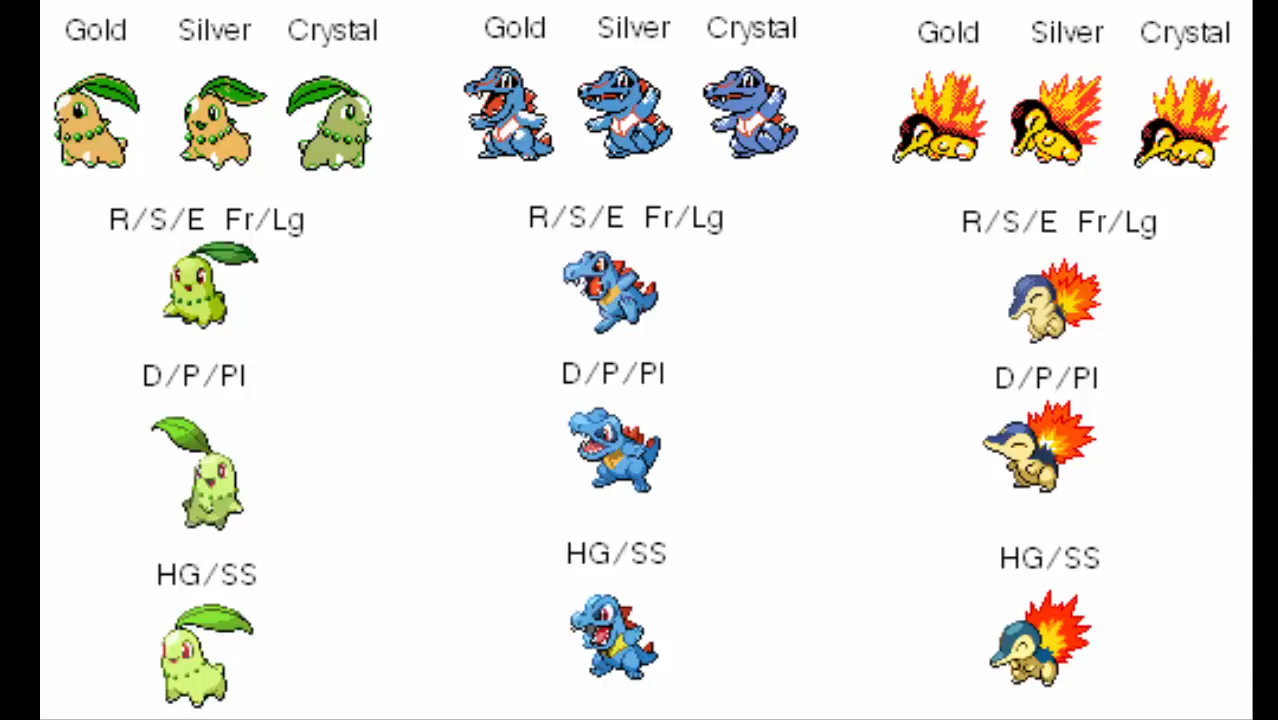 Gold Silver Crystal
Gold Silver Crystal
Gold Silver Crystal
R/S/E Fr/Lg
R/S/E Fr/Lg
R/S/E Fr/Lg
D/P/Pl
D/P/Pl
D/P/Pl
HG/SS
HG/SS
HG/SS